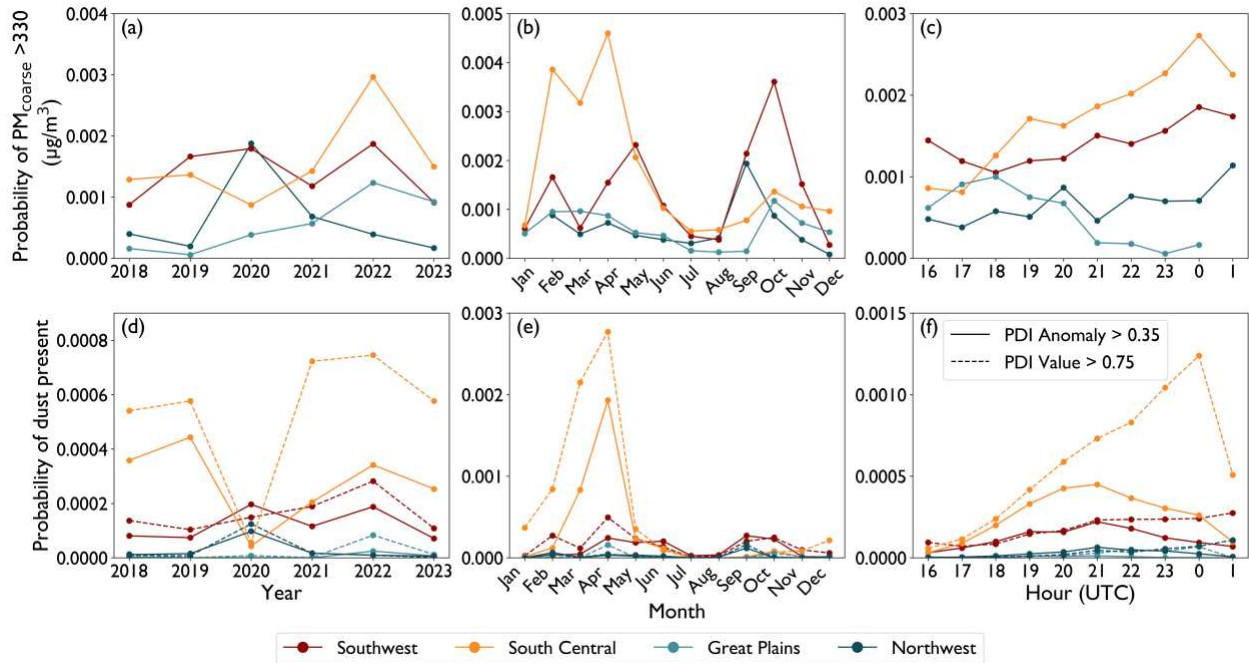 Probability of PM_coarse >330
(μg/m³)
(a)
0.004
0.003
0.002
0.001
0.000
2018 2019 2020 2021 2022 2023
(b)
0.005
0.004
0.003
0.002
0.001
0.000
Jan Feb Mar Apr May Jun Jul Aug Sep Oct Nov Dec
(c)
0.003
0.002
0.001
0.000
16 17 18 19 20 21 22 23 0 1
Probability of dust present
(d)
0.0008
0.0006
0.0004
0.0002
0.0000
2018 2019 2020 2021 2022 2023
Year
(e)
0.003
0.002
0.001
0.000
Jan Feb Mar Apr May Jun Jul Aug Sep Oct Nov Dec
Month
(f)
0.0015
0.0010
0.0005
0.0000
PDI Anomaly > 0.35
PDI Value > 0.75
16 17 18 19 20 21 22 23 0 1
Hour (UTC)
Southwest South Central Great Plains Northwest